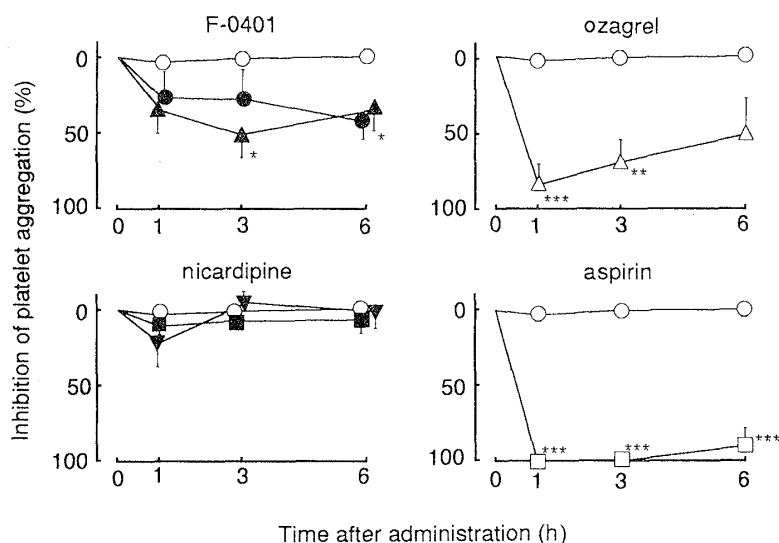 F-0401
ozagrel
Inhibition of platelet aggregation (%)
0
50
100
*
*
0 1 3 6
0
50
100
***
**
0 1 3 6
nicardipine
aspirin
0
50
100
0 1 3 6
0
50
100
***
***
***
0 1 3 6
Time after administration (h)